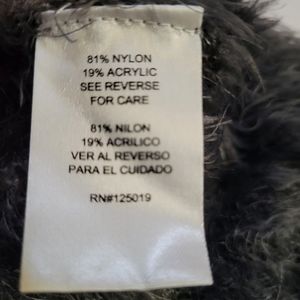 81% NYLON
19% ACRYLIC
SEE REVERSE
FOR CARE
81% NILON
19% ACRILICO
VER AL REVERSO
PARA EL CUIDADO
RN#125019